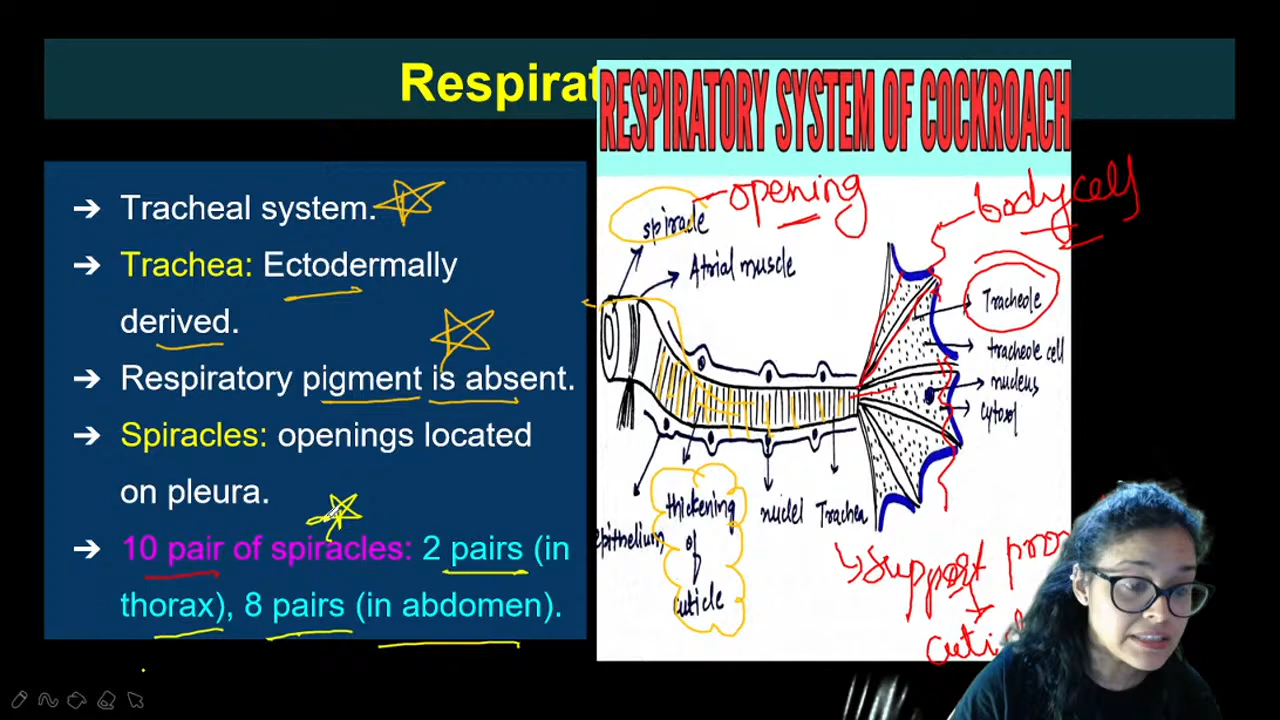 Respirat
RESPIRATORY SYSTEM OF COCKROACH
➔ Tracheal system.
➔ Trachea: Ectodermally
derived.
➔ Respiratory pigment is absent.
➔ Spiracles: openings located
on pleura.
➔ 10 pair of spiracles: 2 pairs (in
thorax), 8 pairs (in abdomen).
opening
body cell
spiracle
Atrial muscle
Tracheole
tracheole cell
nucleus
cytosol
thickening
of
cuticle
epithelium
nuclei
Trachea
support